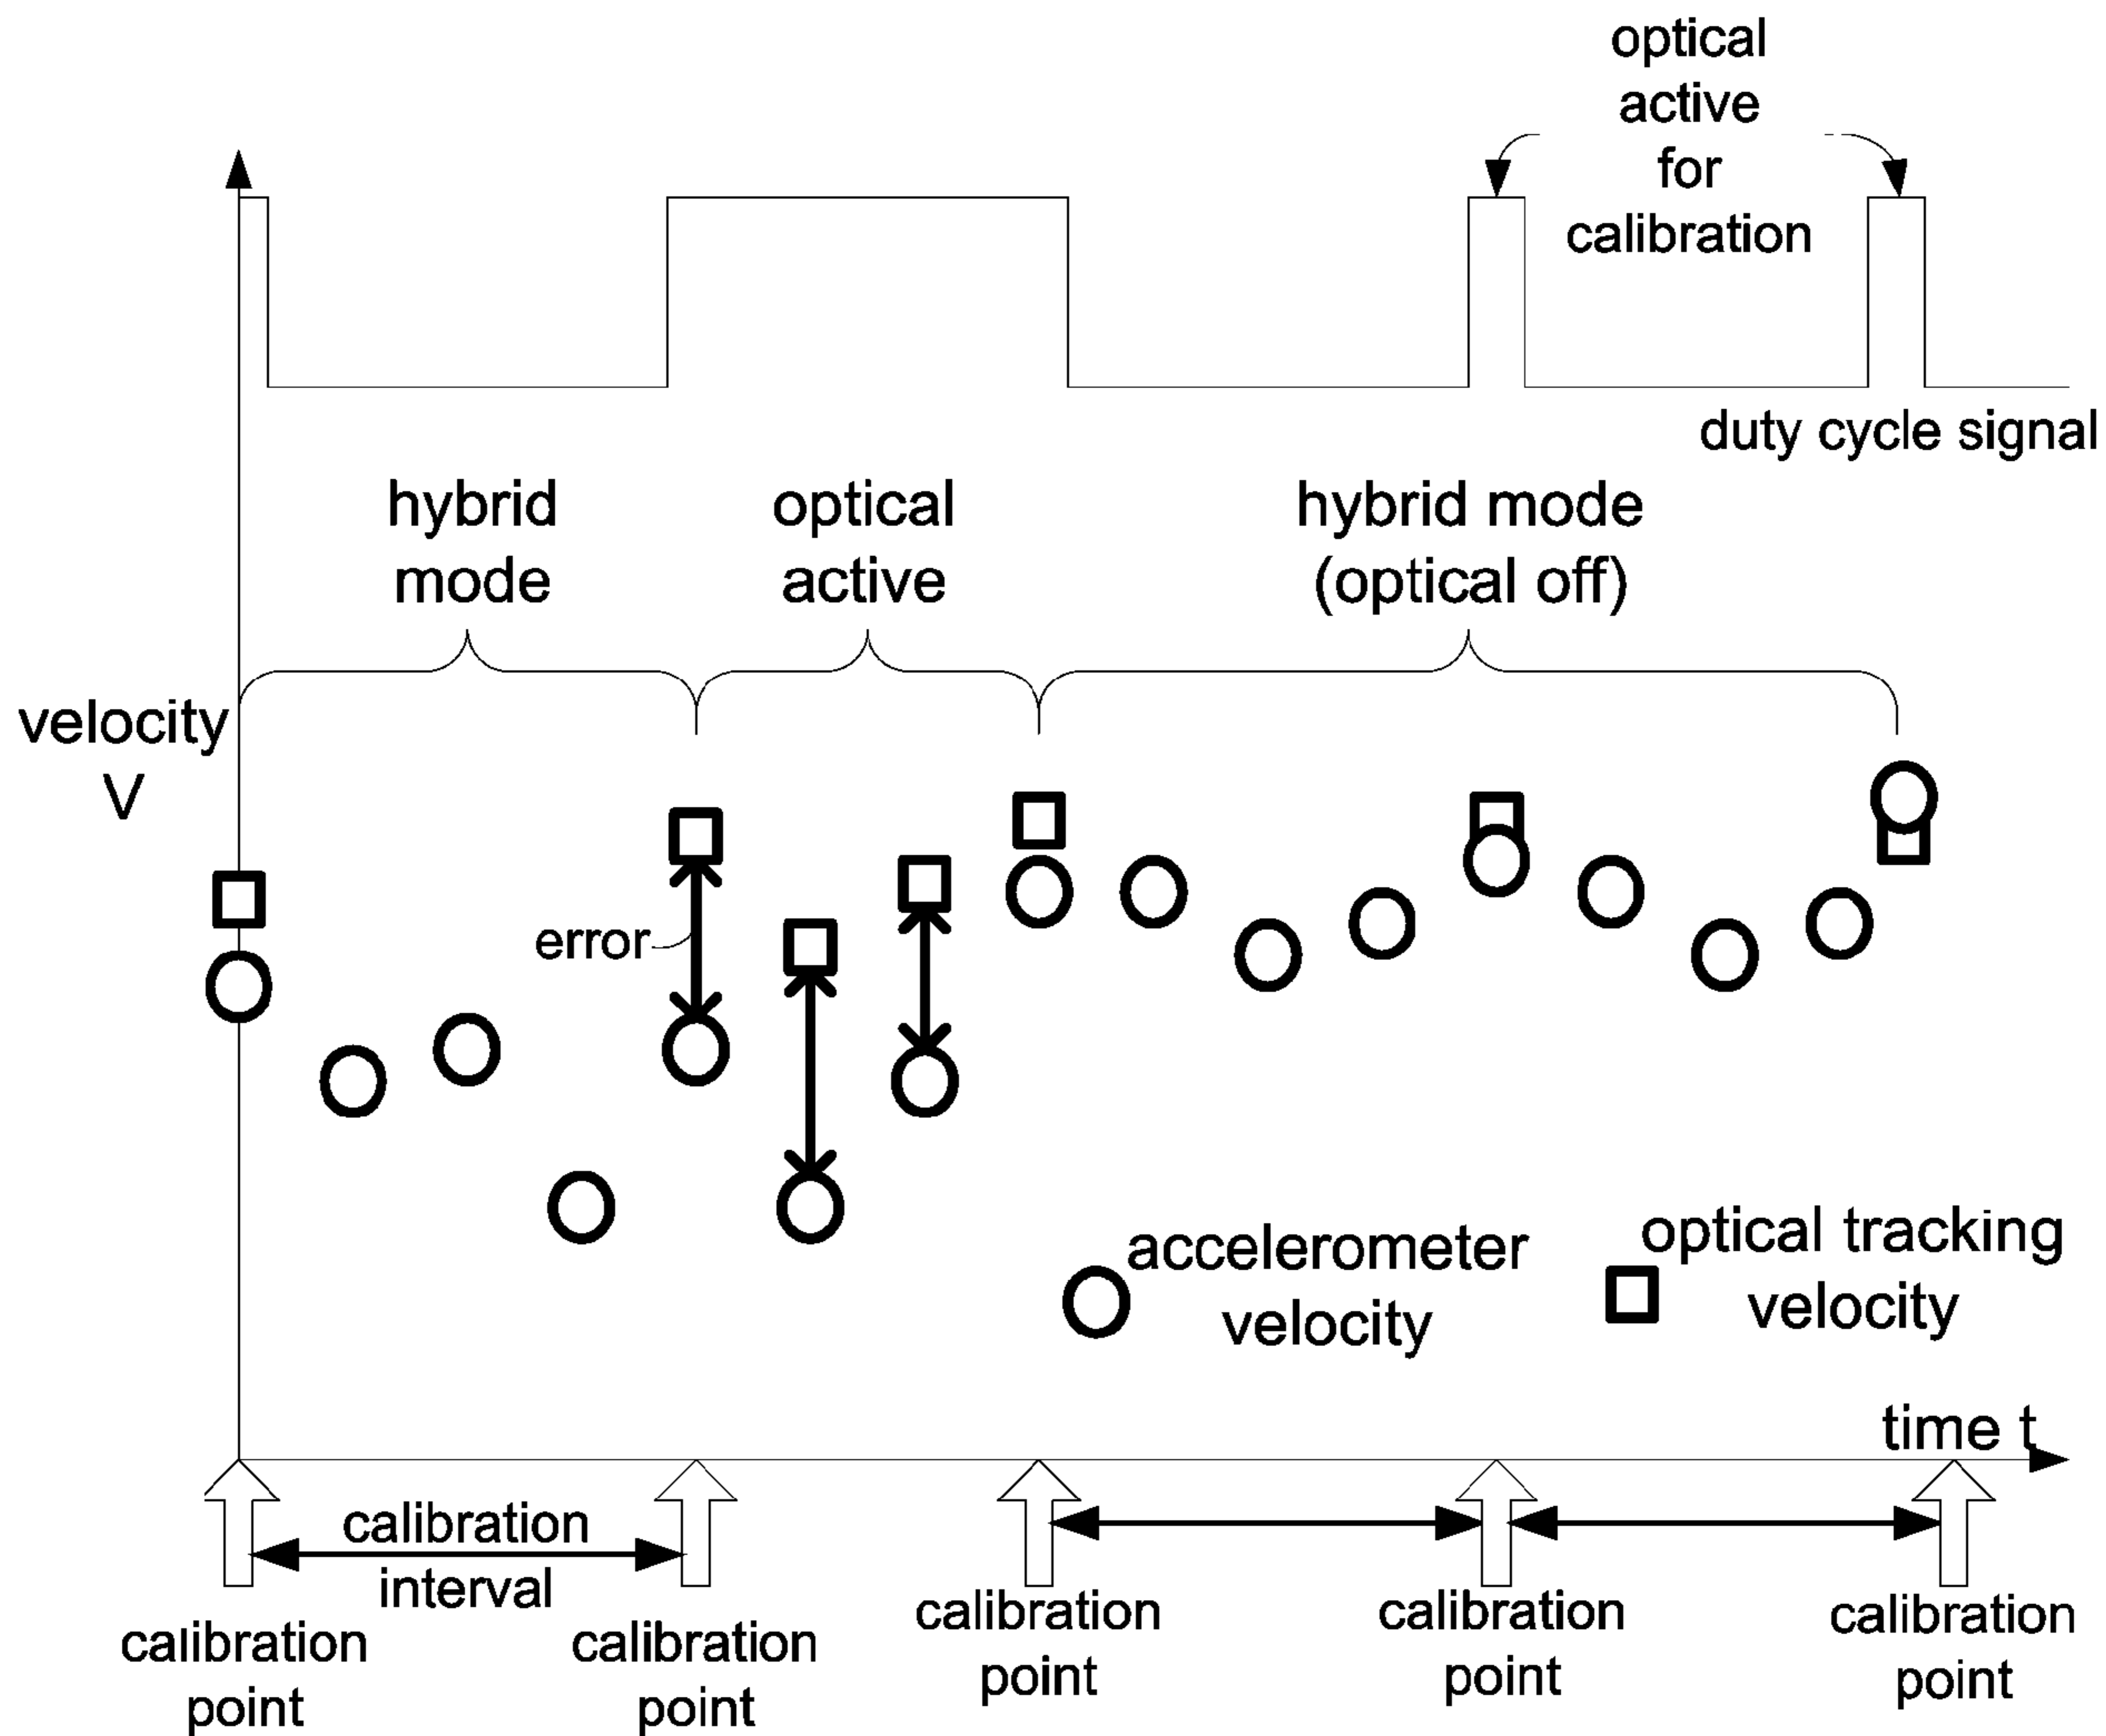 optical
active
for
calibration
duty cycle signal
hybrid
mode
optical
active
hybrid mode
(optical off)
velocity
V
error
accelerometer
velocity
optical tracking
velocity
time t
calibration
interval
calibration
point
calibration
point
calibration
point
calibration
point
calibration
point